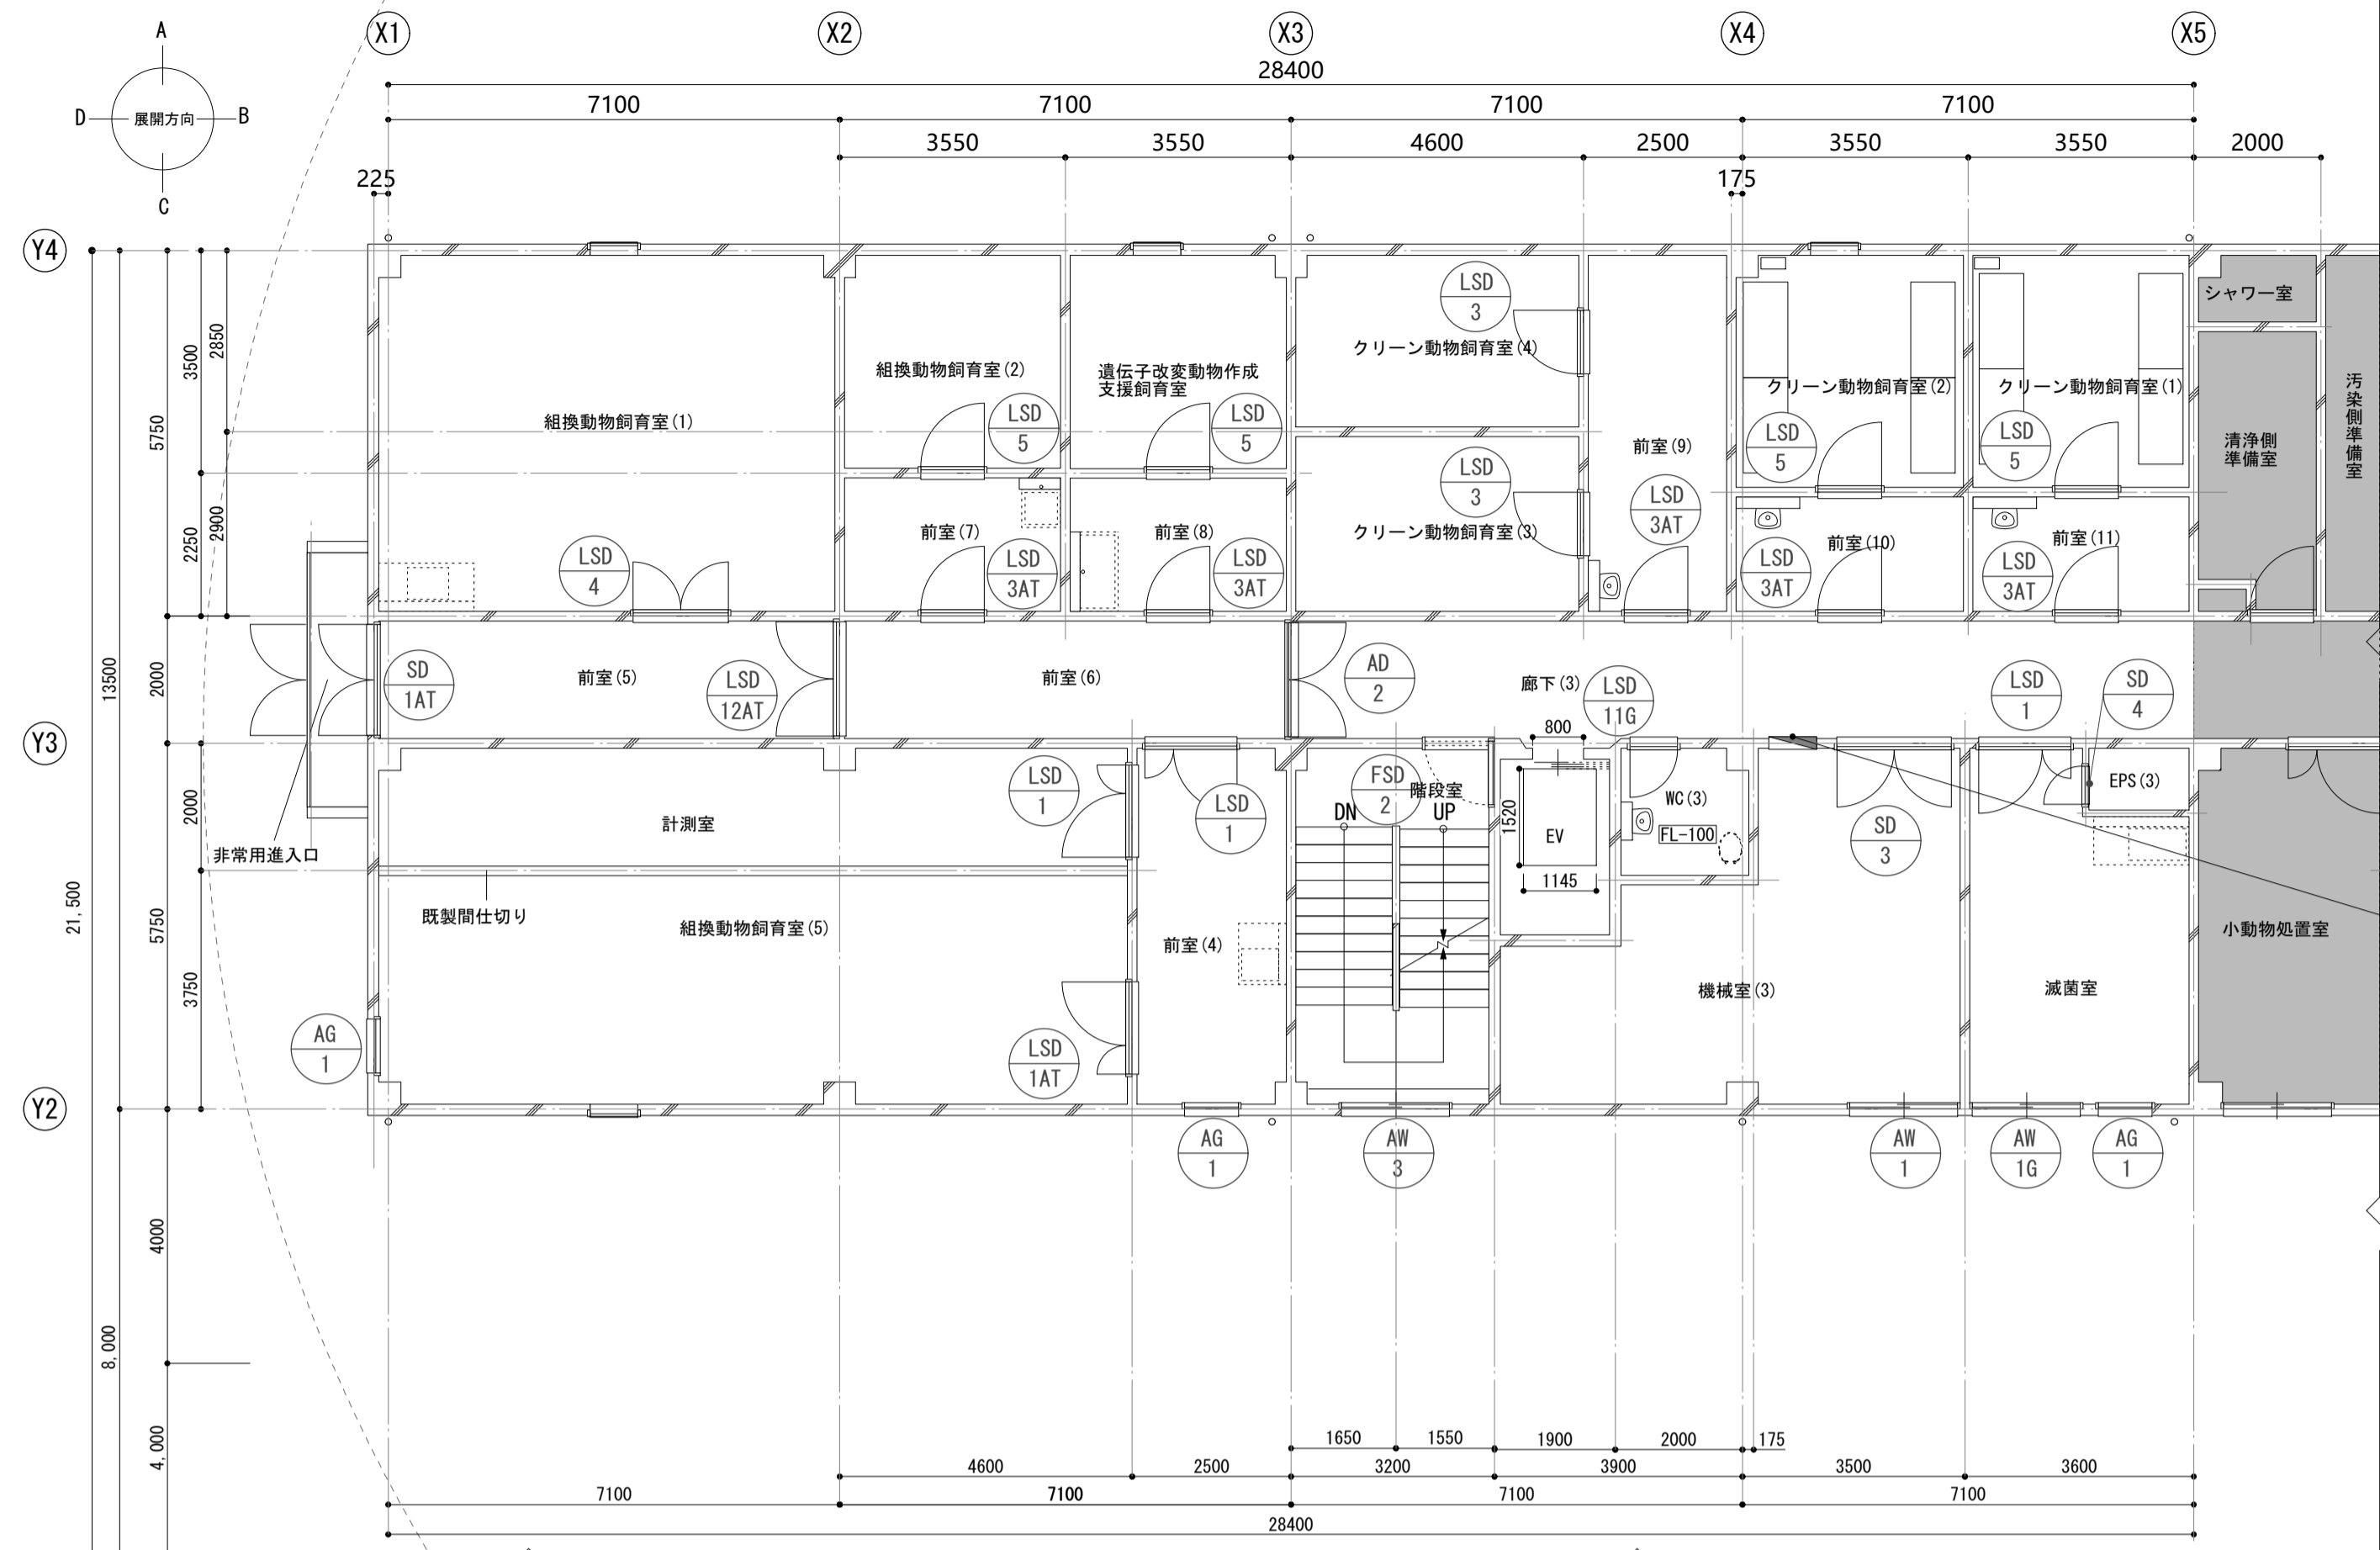 A
D 展開方向 B
C
X1 X2 X3 X4 X5
28400
7100 7100 7100 7100
3550 3550 4600 2500 3550 3550 2000
225 175
Y4
Y3
Y2
2850
3500
5750
2900
2250
13500
2000
2000
21,500
5750
3750
4000
8,000
4,000
組換動物飼育室(1)
LSD
4
組換動物飼育室(2)
LSD
5
遺伝子改変動物作成
支援飼育室
LSD
5
前室(7)
LSD
3AT
前室(8)
LSD
3AT
LSD
3
クリーン動物飼育室(4)
LSD
3
クリーン動物飼育室(3)
前室(9)
LSD
3AT
クリーン動物飼育室(2)
LSD
5
クリーン動物飼育室(1)
LSD
5
前室(10)
LSD
3AT
前室(11)
LSD
3AT
シャワー室
清浄側
準備室
汚染側準備室
SD
1AT
前室(5)
LSD
12AT
前室(6)
AD
2
廊下(3)
LSD
11G
LSD
1
SD
4
非常用進入口
計測室
LSD
1
LSD
1
既製間仕切り
組換動物飼育室(5)
LSD
1AT
前室(4)
AG
1
FSD
2
階段室
DN UP
800
1520
EV
1145
WC(3)
FL-100
SD
3
機械室(3)
EPS(3)
滅菌室
小動物処置室
AG
1
AW
3
AW
1
AW
1G
AG
1
1650 1550 1900 2000 175
4600 2500 3200 3900 3500 3600
7100 7100 7100 7100
28400